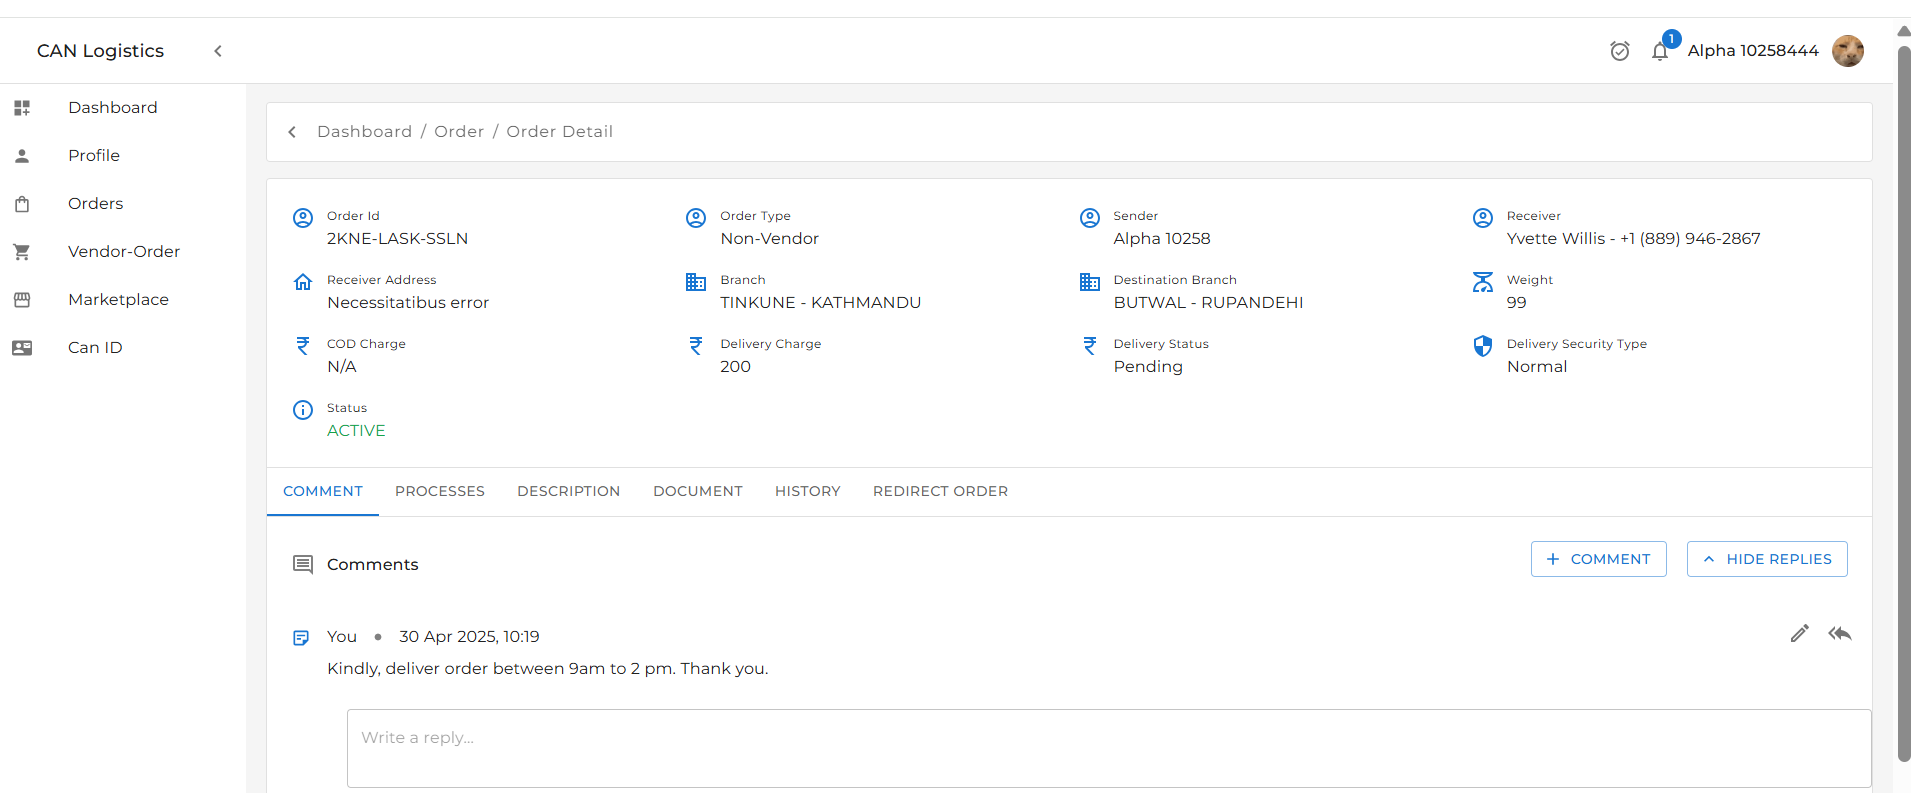 CAN Logistics
1
Alpha 10258444
Dashboard
Profile
Orders
Vendor-Order
Marketplace
Can ID
Dashboard / Order / Order Detail
Order Id
2KNE-LASK-SSLN
Order Type
Non-Vendor
Sender
Alpha 10258
Receiver
Yvette Willis - +1 (889) 946-2867
Receiver Address
Necessitatibus error
Branch
TINKUNE - KATHMANDU
Destination Branch
BUTWAL - RUPANDEHI
Weight
99
COD Charge
N/A
Delivery Charge
200
Delivery Status
Pending
Delivery Security Type
Normal
Status
ACTIVE
COMMENT PROCESSES DESCRIPTION DOCUMENT HISTORY REDIRECT ORDER
Comments
+ COMMENT
HIDE REPLIES
You • 30 Apr 2025, 10:19
Kindly, deliver order between 9am to 2 pm. Thank you.
Write a reply...